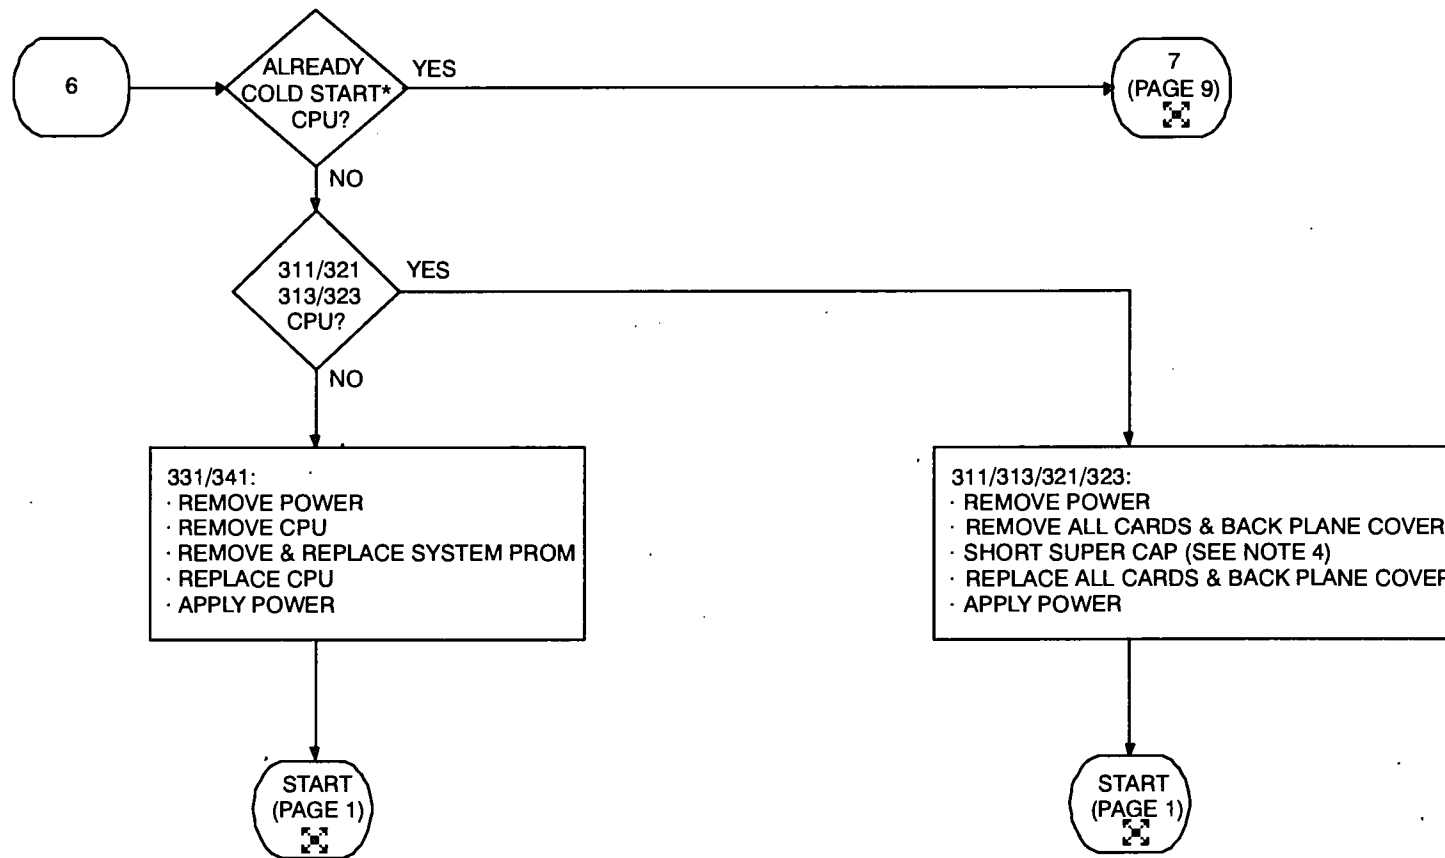 6
ALREADY
COLD START*
CPU?
YES
7
(PAGE 9)
NO
311/321
313/323
CPU?
YES
NO
331/341:
· REMOVE POWER
· REMOVE CPU
· REMOVE & REPLACE SYSTEM PROM
· REPLACE CPU
· APPLY POWER
311/313/321/323:
· REMOVE POWER
· REMOVE ALL CARDS & BACK PLANE COVER
· SHORT SUPER CAP (SEE NOTE 4)
· REPLACE ALL CARDS & BACK PLANE COVER
· APPLY POWER
START
(PAGE 1)
START
(PAGE 1)